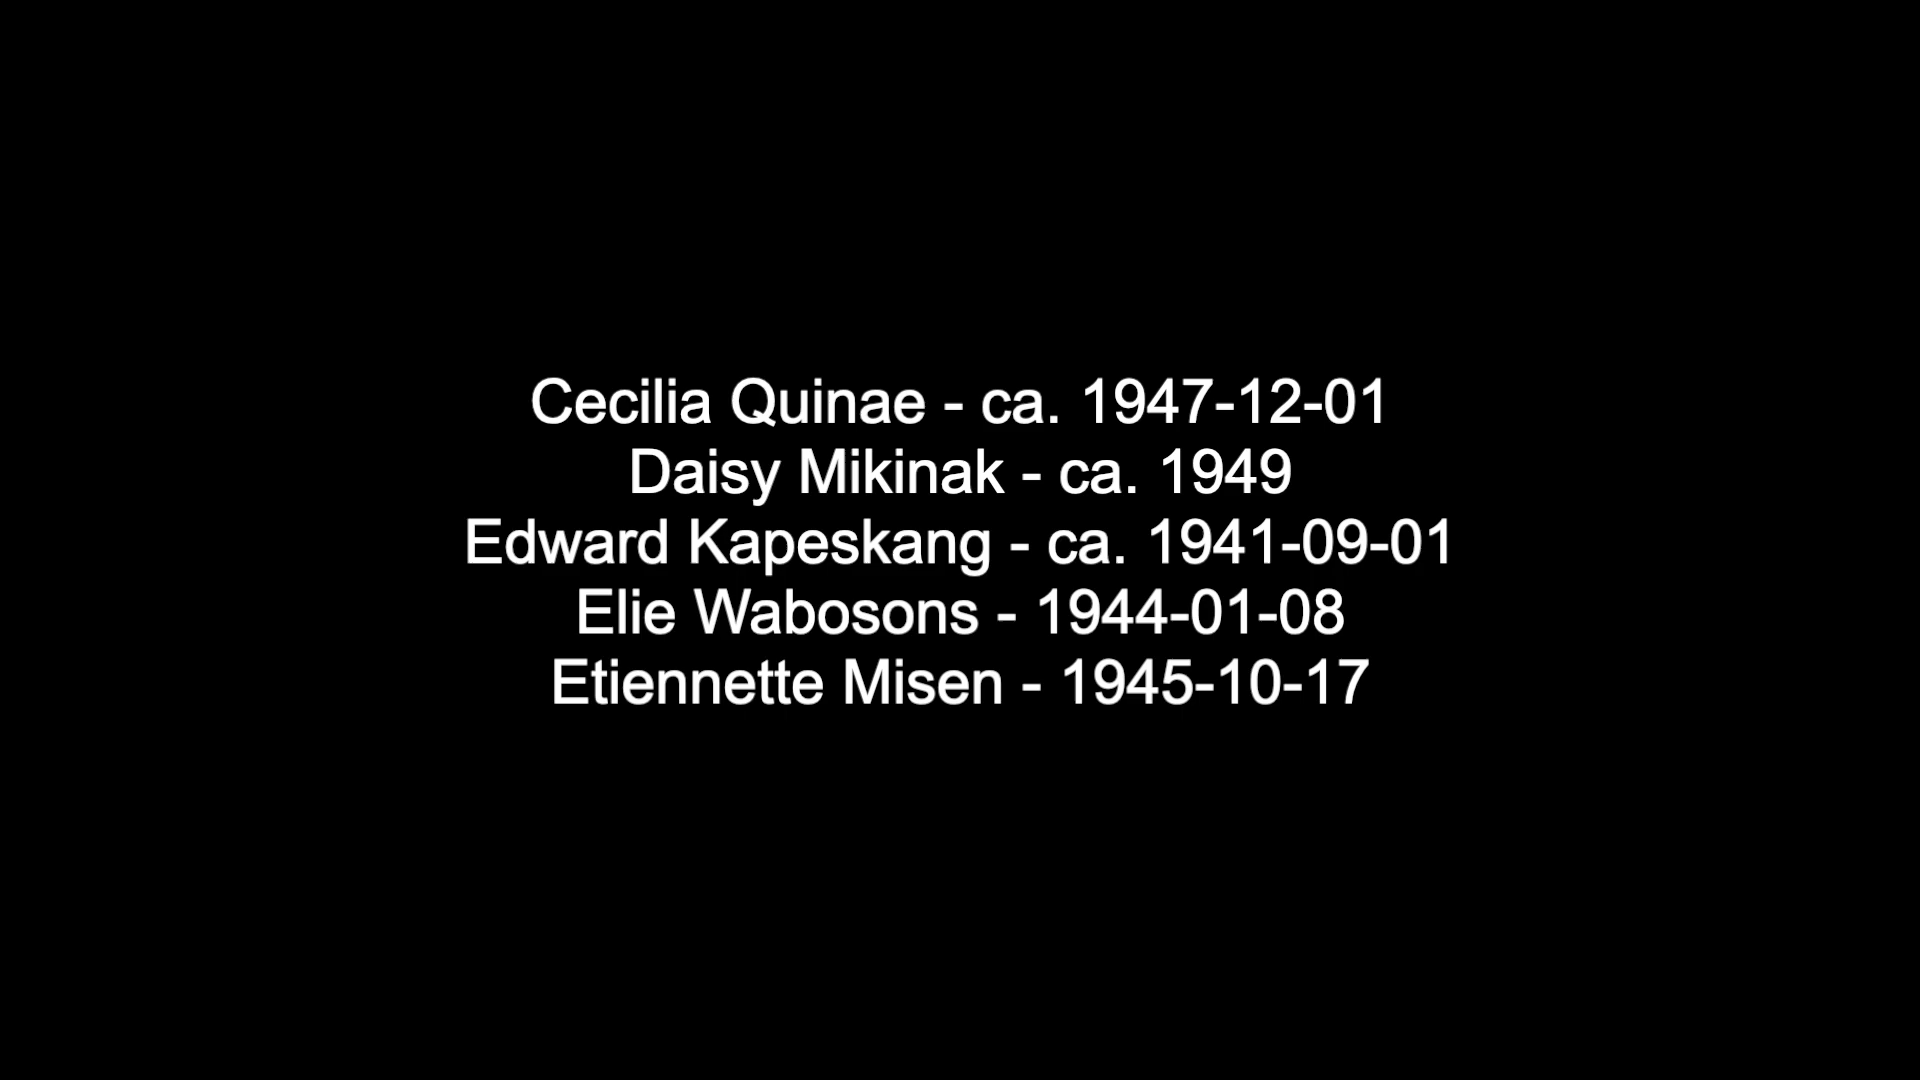 Cecilia Quinae - ca. 1947-12-01
Daisy Mikinak - ca. 1949
Edward Kapeskang - ca. 1941-09-01
Elie Wabosons - 1944-01-08
Etiennette Misen - 1945-10-17